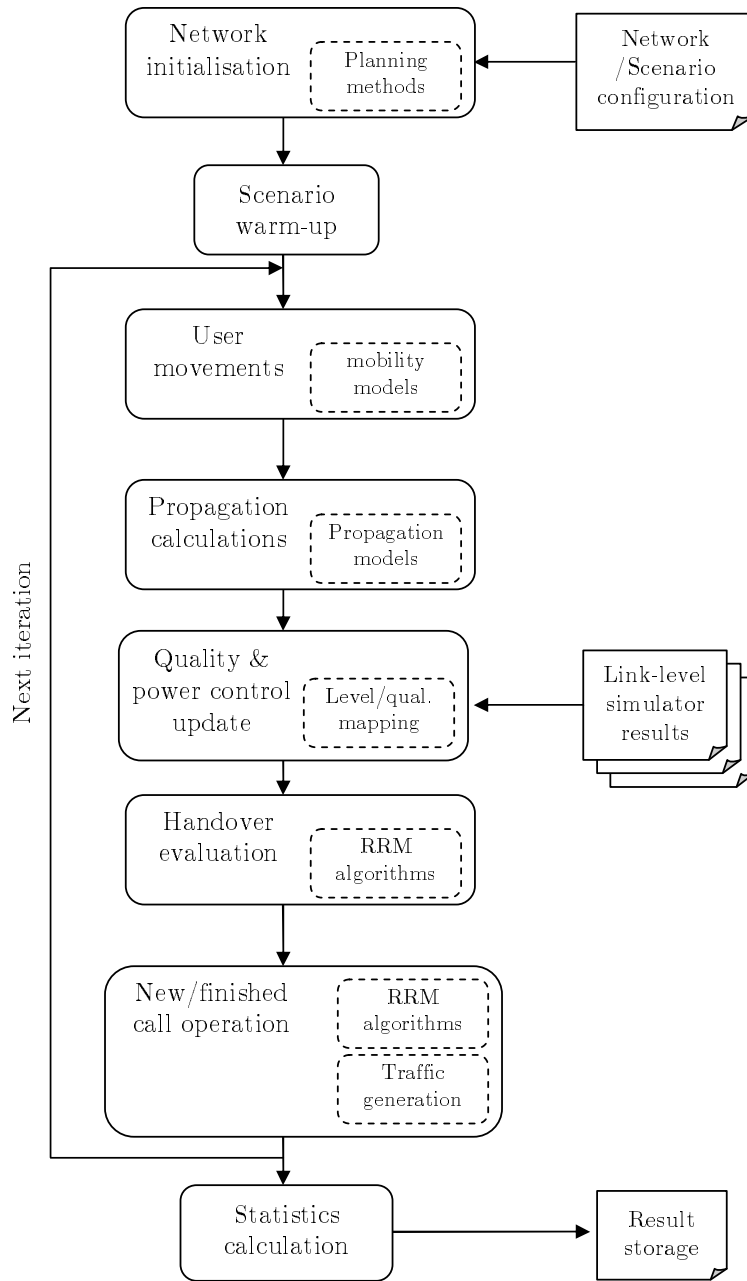 Network
initialisation
Planning
methods
Network
/Scenario
configuration
Scenario
warm-up
User
movements
mobility
models
Propagation
calculations
Propagation
models
Quality &
power control
update
Level/qual.
mapping
Link-level
simulator
results
Handover
evaluation
RRM
algorithms
New/finished
call operation
RRM
algorithms
Traffic
generation
Next iteration
Statistics
calculation
Result
storage